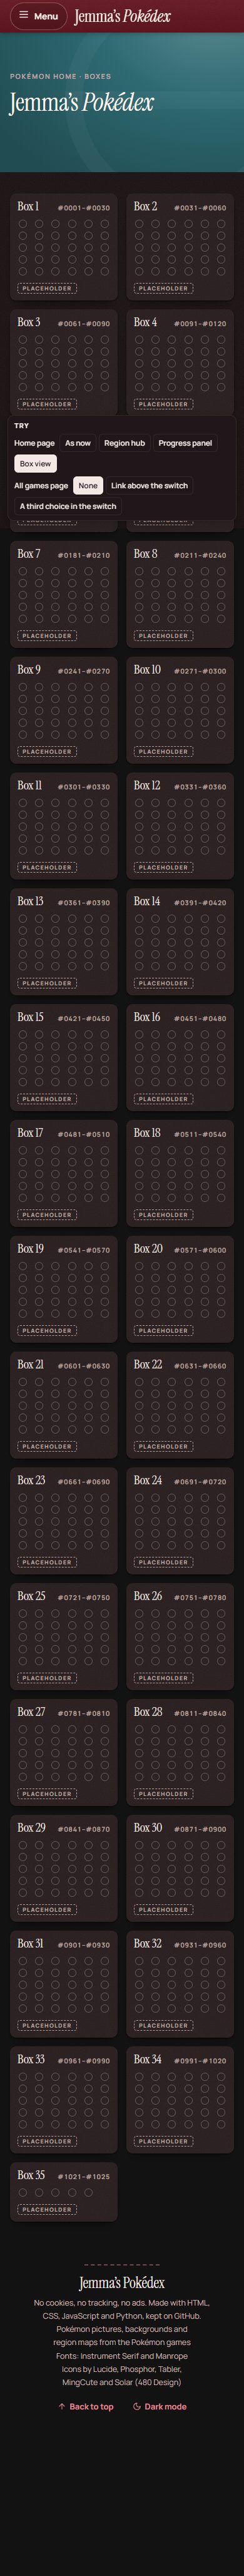 Menu
Jemma's Pokédex
POKÉMON HOME · BOXES
Jemma's Pokédex
Box 1 #0001–#0030
PLACEHOLDER
Box 2 #0031–#0060
PLACEHOLDER
Box 3 #0061–#0090
PLACEHOLDER
Box 4 #0091–#0120
PLACEHOLDER
TRY
Home page As now Region hub Progress panel
Box view
All games page None Link above the switch
A third choice in the switch
PLACEHOLDER
PLACEHOLDER
Box 7 #0181–#0210
PLACEHOLDER
Box 8 #0211–#0240
PLACEHOLDER
Box 9 #0241–#0270
PLACEHOLDER
Box 10 #0271–#0300
PLACEHOLDER
Box 11 #0301–#0330
PLACEHOLDER
Box 12 #0331–#0360
PLACEHOLDER
Box 13 #0361–#0390
PLACEHOLDER
Box 14 #0391–#0420
PLACEHOLDER
Box 15 #0421–#0450
PLACEHOLDER
Box 16 #0451–#0480
PLACEHOLDER
Box 17 #0481–#0510
PLACEHOLDER
Box 18 #0511–#0540
PLACEHOLDER
Box 19 #0541–#0570
PLACEHOLDER
Box 20 #0571–#0600
PLACEHOLDER
Box 21 #0601–#0630
PLACEHOLDER
Box 22 #0631–#0660
PLACEHOLDER
Box 23 #0661–#0690
PLACEHOLDER
Box 24 #0691–#0720
PLACEHOLDER
Box 25 #0721–#0750
PLACEHOLDER
Box 26 #0751–#0780
PLACEHOLDER
Box 27 #0781–#0810
PLACEHOLDER
Box 28 #0811–#0840
PLACEHOLDER
Box 29 #0841–#0870
PLACEHOLDER
Box 30 #0871–#0900
PLACEHOLDER
Box 31 #0901–#0930
PLACEHOLDER
Box 32 #0931–#0960
PLACEHOLDER
Box 33 #0961–#0990
PLACEHOLDER
Box 34 #0991–#1020
PLACEHOLDER
Box 35 #1021–#1025
PLACEHOLDER
Jemma's Pokédex
No cookies, no tracking, no ads. Made with HTML,
CSS, JavaScript and Python, kept on GitHub.
Pokémon pictures, backgrounds and
region maps from the Pokémon games
Fonts: Instrument Serif and Manrope
Icons by Lucide, Phosphor, Tabler,
MingCute and Solar (480 Design)
Back to top Dark mode